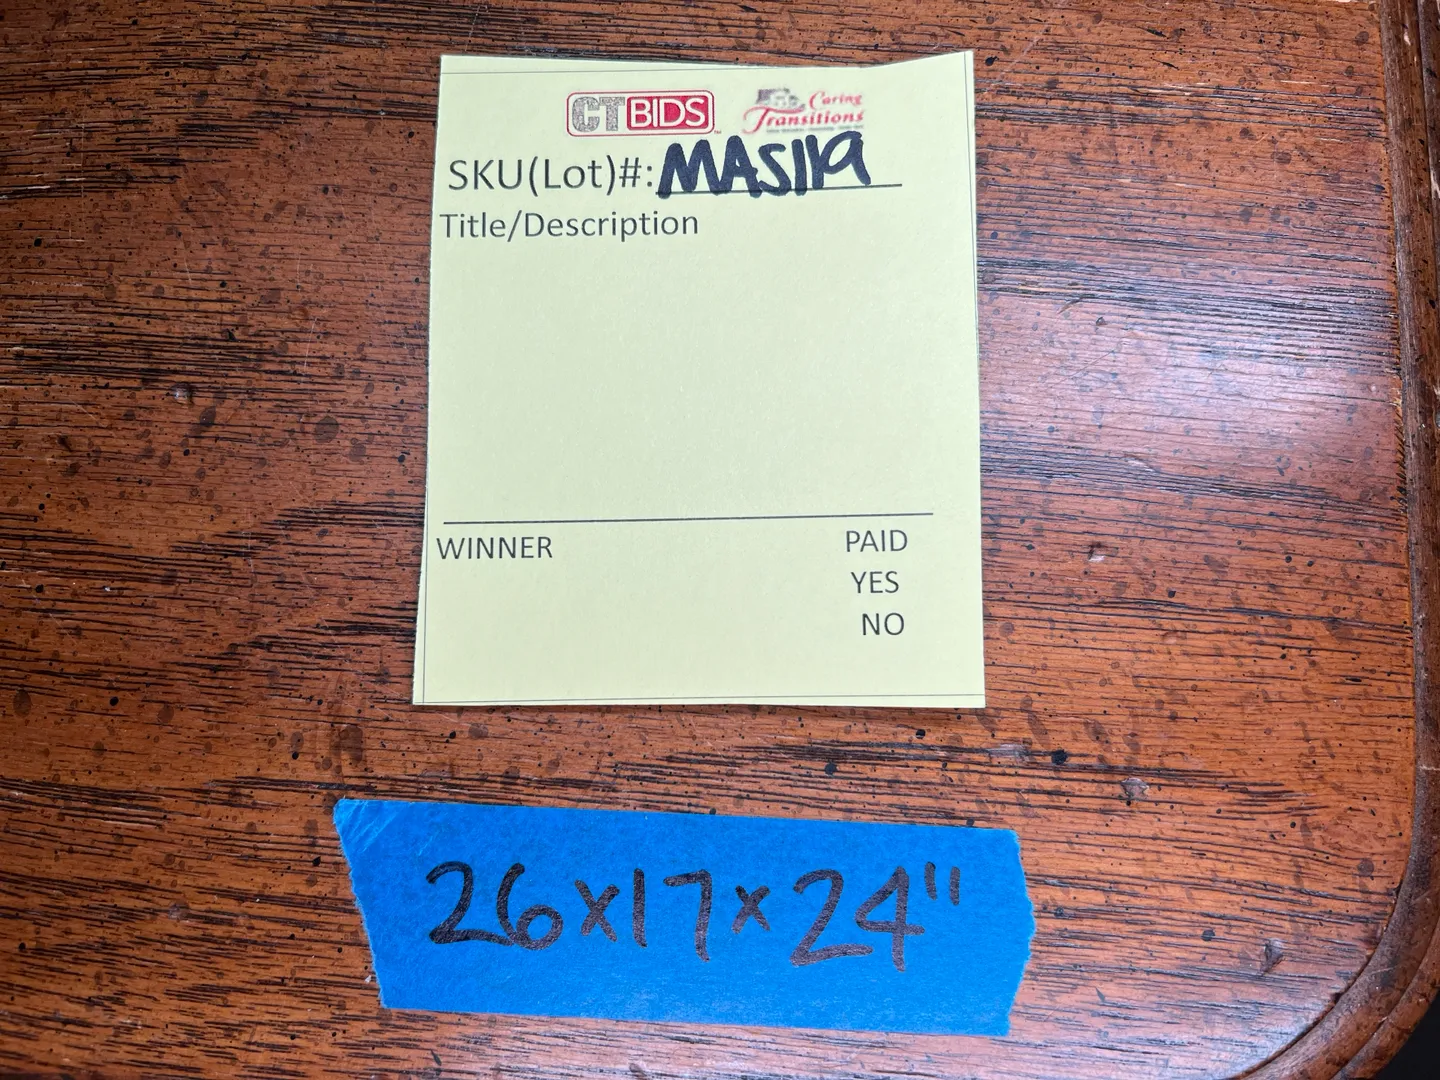 CTBIDS
Caring
Transitions
SKU(Lot)#: MAS119
Title/Description
WINNER
PAID
YES
NO
26x17x24"